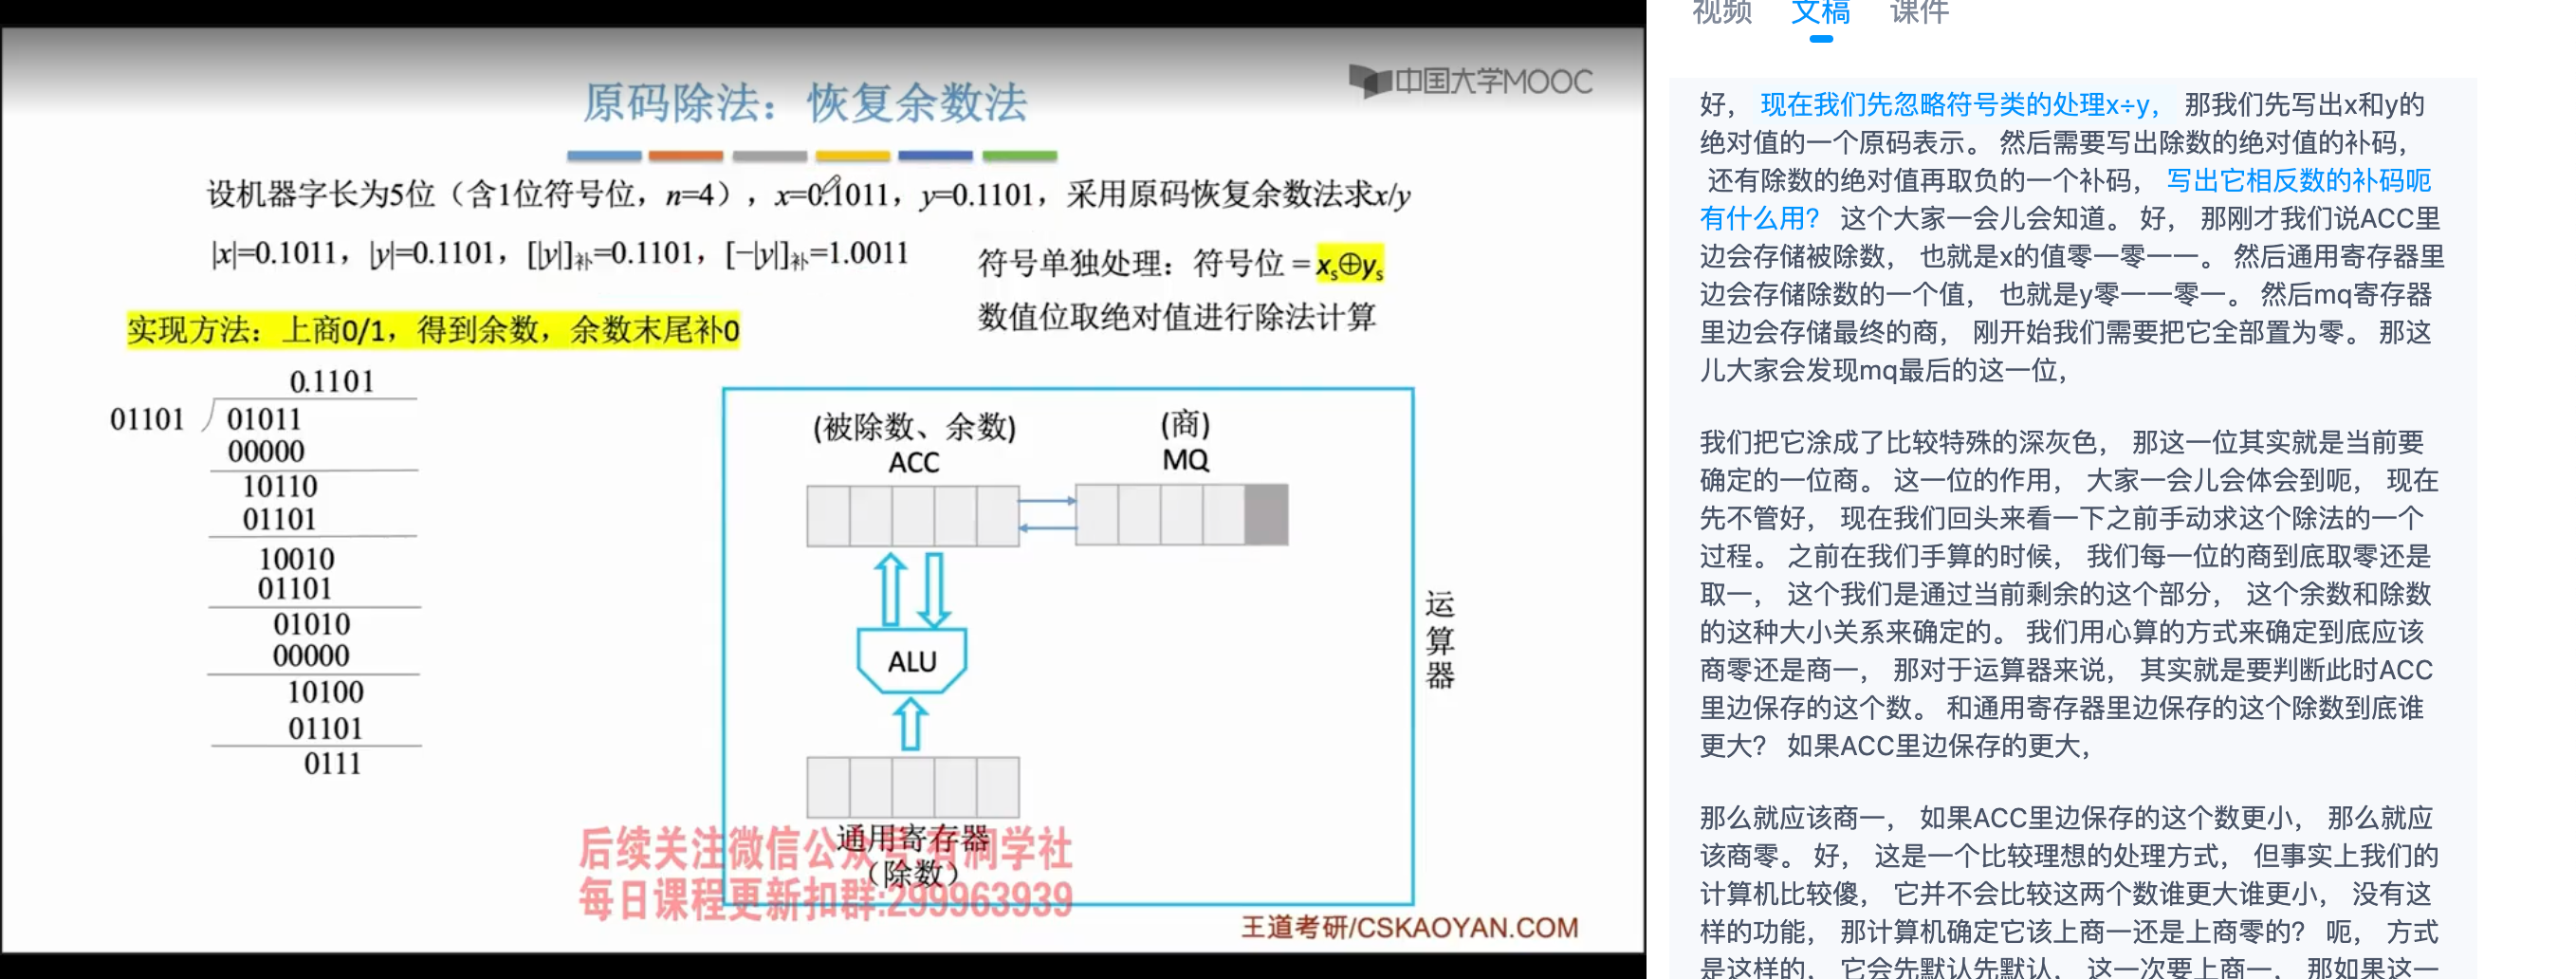 中国大学MOOC
原码除法：恢复余数法
设机器字长为5位（含1位符号位，n=4），x=0.1011，y=0.1101，采用原码恢复余数法求x/y
|x|=0.1011，|y|=0.1101，[|y|]补=0.1101，[−|y|]补=1.0011
符号单独处理：符号位 = xs⊕ys
数值位取绝对值进行除法计算
实现方法：上商0/1，得到余数，余数末尾补0
0.1101
01101 01011
00000
10110
01101
10010
01101
01010
00000
10100
01101
0111
(被除数、余数)
ACC
(商)
MQ
ALU
通用寄存器
（除数）
运算器
后续关注微信公众号:有涧学社
每日课程更新扣群:299963939
王道考研/CSKAOYAN.COM
视频 文稿 课件
好， 现在我们先忽略符号类的处理x÷y， 那我们先写出x和y的
绝对值的一个原码表示。 然后需要写出除数的绝对值的补码，
还有除数的绝对值再取负的一个补码， 写出它相反数的补码呃
有什么用？ 这个大家一会儿会知道。 好， 那刚才我们说ACC里
边会存储被除数， 也就是x的值零一零一一。 然后通用寄存器里
边会存储除数的一个值， 也就是y零一一零一。 然后mq寄存器
里边会存储最终的商， 刚开始我们需要把它全部置为零。 那这
儿大家会发现mq最后的这一位，
我们把它涂成了比较特殊的深灰色， 那这一位其实就是当前要
确定的一位商。 这一位的作用， 大家一会儿会体会到呃， 现在
先不管好， 现在我们回头来看一下之前手动求这个除法的一个
过程。 之前在我们手算的时候， 我们每一位的商到底取零还是
取一， 这个我们是通过当前剩余的这个部分， 这个余数和除数
的这种大小关系来确定的。 我们用心算的方式来确定到底应该
商零还是商一， 那对于运算器来说， 其实就是要判断此时ACC
里边保存的这个数。 和通用寄存器里边保存的这个除数到底谁
更大？ 如果ACC里边保存的更大，
那么就应该商一， 如果ACC里边保存的这个数更小， 那么就应
该商零。 好， 这是一个比较理想的处理方式， 但事实上我们的
计算机比较傻， 它并不会比较这两个数谁更大谁更小， 没有这
样的功能， 那计算机确定它该上商一还是上商零的？ 呃， 方式
是这样的， 它会先默认先默认， 这一次要上商一， 那如果这一